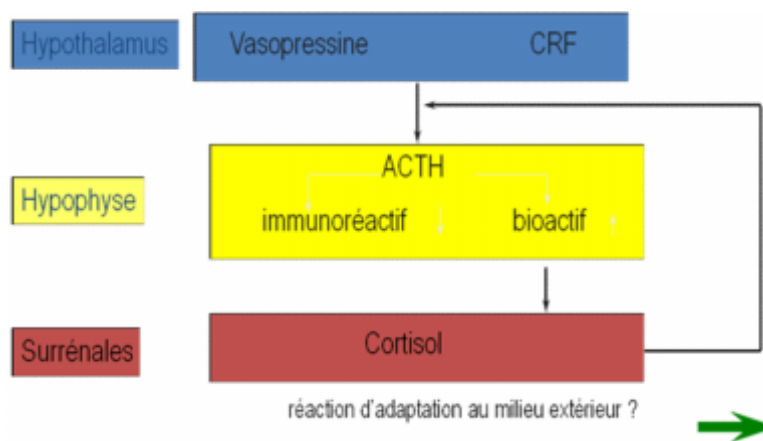 Hypothalamus Vasopressine CRF
ACTH
Hypophyse immunoréactif bioactif
Surrénales Cortisol
réaction d'adaptation au milieu extérieur ?